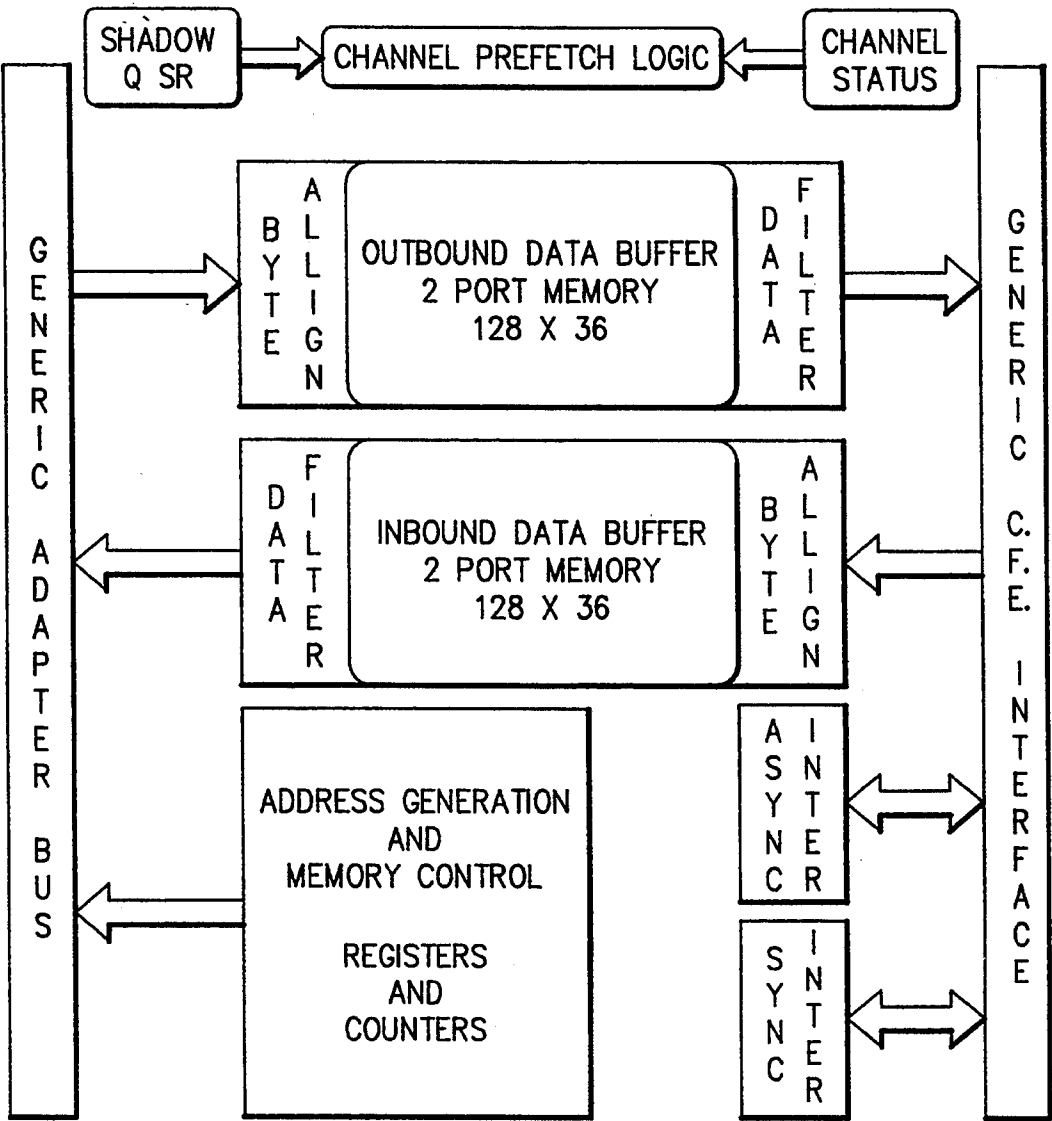 SHADOW
Q SR
CHANNEL PREFETCH LOGIC
CHANNEL
STATUS
GENERIC ADAPTER BUS
BYTE
ALLIGN
OUTBOUND DATA BUFFER
2 PORT MEMORY
128 X 36
DATA
FILTER
GENERIC C.F.E. INTERFACE
DATA
FILTER
INBOUND DATA BUFFER
2 PORT MEMORY
128 X 36
BYTE
ALLIGN
ADDRESS GENERATION
AND
MEMORY CONTROL
REGISTERS
AND
COUNTERS
ASYNC
INTER
SYNC
INTER